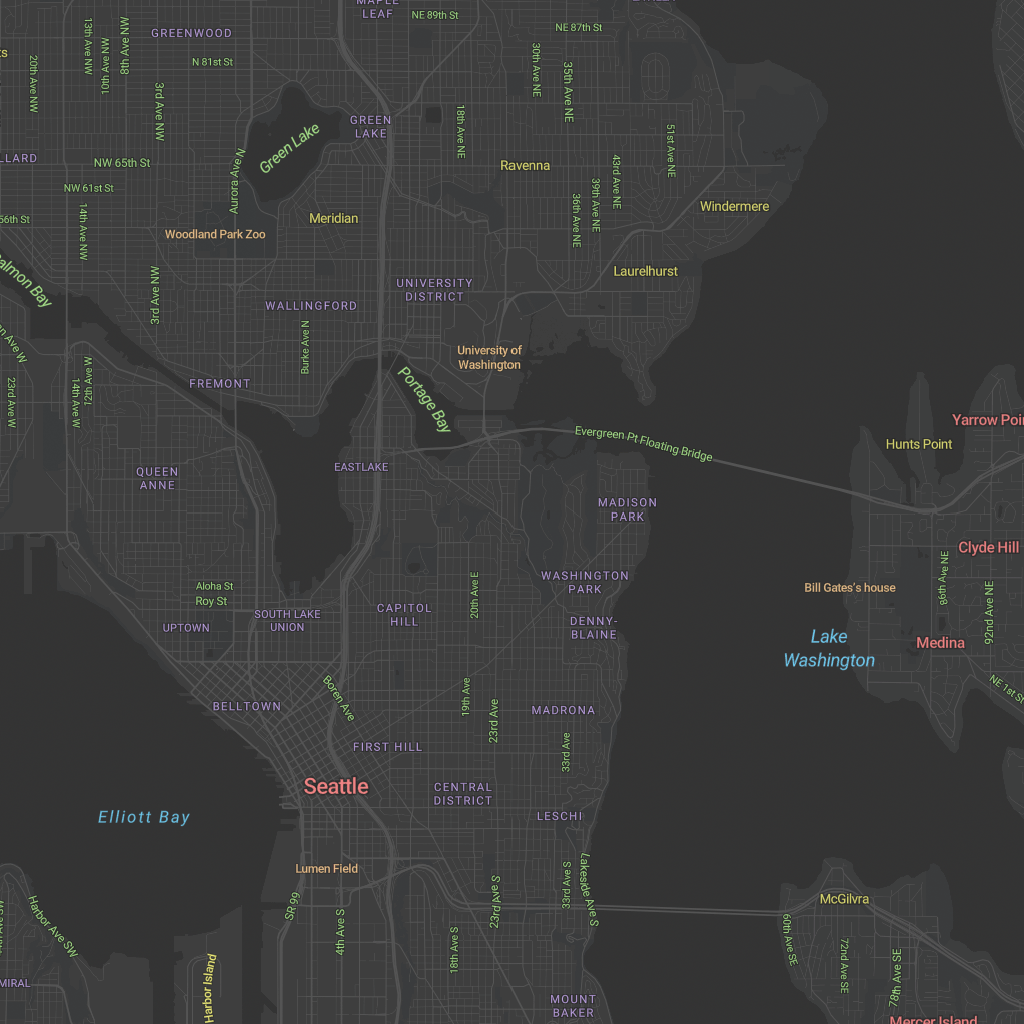 MAPLE
LEAF
NE 89th St
NE 87th St
GREENWOOD
N 81st St
20th Ave NW
13th Ave NW
10th Ave NW
8th Ave NW
3rd Ave NW
30th Ave NE
35th Ave NE
GREEN
LAKE
Green Lake
18th Ave NE
51st Ave NE
LLARD
NW 65th St
Aurora Ave N
Ravenna
43rd Ave NE
39th Ave NE
36th Ave NE
NW 61st St
14th Ave NW
56th St
Meridian
Windermere
Woodland Park Zoo
almon Bay
3rd Ave NW
Laurelhurst
UNIVERSITY
DISTRICT
WALLINGFORD
Burke Ave N
n Ave W
University of
Washington
23rd Ave W
14th Ave W
12th Ave W
FREMONT
Portage Bay
Evergreen Pt Floating Bridge
Yarrow Poin
Hunts Point
EASTLAKE
QUEEN
ANNE
MADISON
PARK
Clyde Hill
86th Ave NE
92nd Ave NE
WASHINGTON
PARK
Bill Gates's house
Aloha St
Roy St
20th Ave E
CAPITOL
HILL
SOUTH LAKE
UNION
UPTOWN
DENNY-
BLAINE
Lake
Washington
Medina
NE 1st St
Boren Ave
19th Ave
23rd Ave
BELLTOWN
MADRONA
33rd Ave
FIRST HILL
Seattle
CENTRAL
DISTRICT
Elliott Bay
LESCHI
Lumen Field
Lakeside Ave S
33rd Ave S
23rd Ave S
SR 99
4th Ave S
18th Ave S
Harbor Ave SW
McGilvra
60th Ave SE
72nd Ave SE
78th Ave SE
Harbor Island
MIRAL
MOUNT
BAKER
Mercer Island